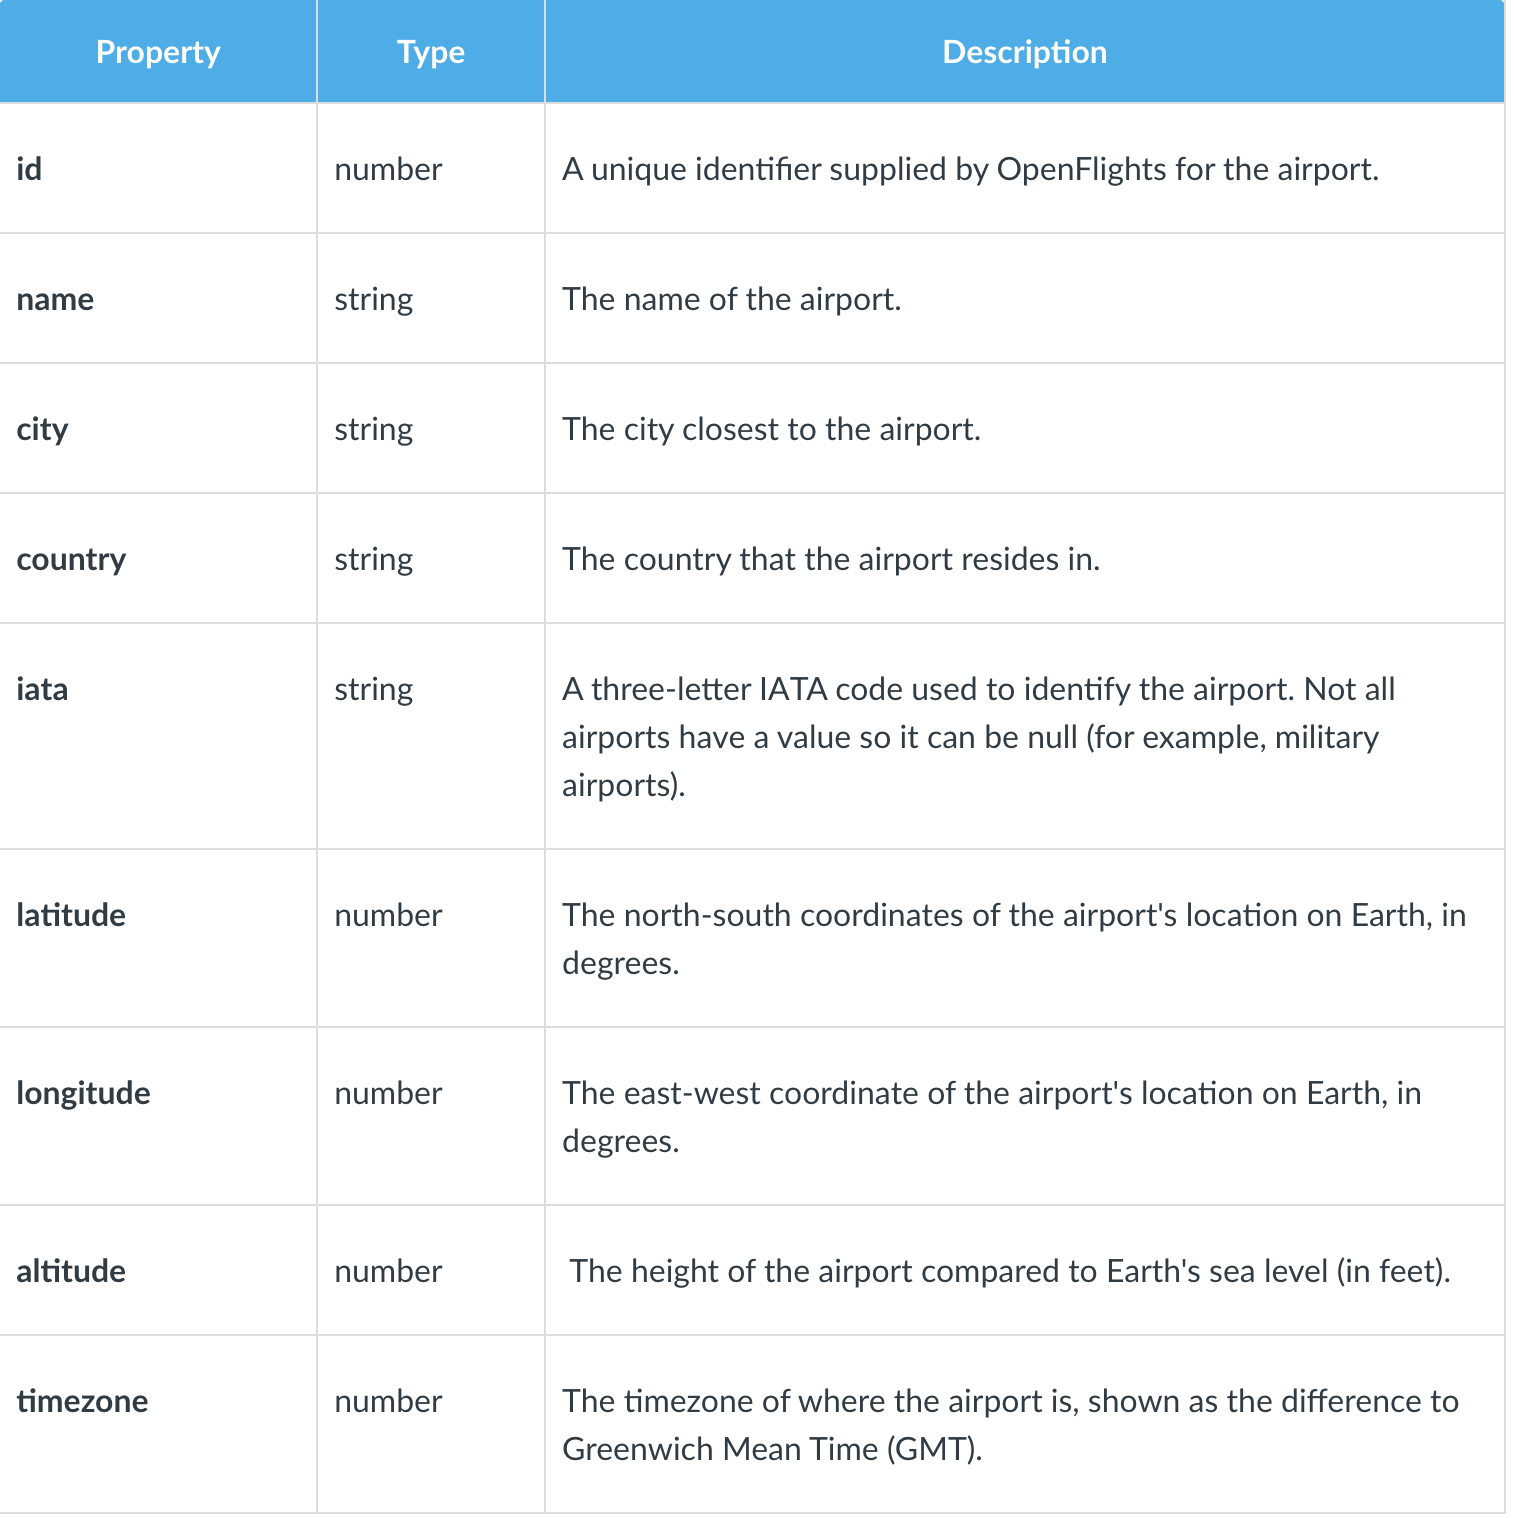 Property Type Description
id number A unique identifier supplied by OpenFlights for the airport.
name string The name of the airport.
city string The city closest to the airport.
country string The country that the airport resides in.
iata string A three-letter IATA code used to identify the airport. Not all
airports have a value so it can be null (for example, military
airports).
latitude number The north-south coordinates of the airport's location on Earth, in
degrees.
longitude number The east-west coordinate of the airport's location on Earth, in
degrees.
altitude number The height of the airport compared to Earth's sea level (in feet).
timezone number The timezone of where the airport is, shown as the difference to
Greenwich Mean Time (GMT).